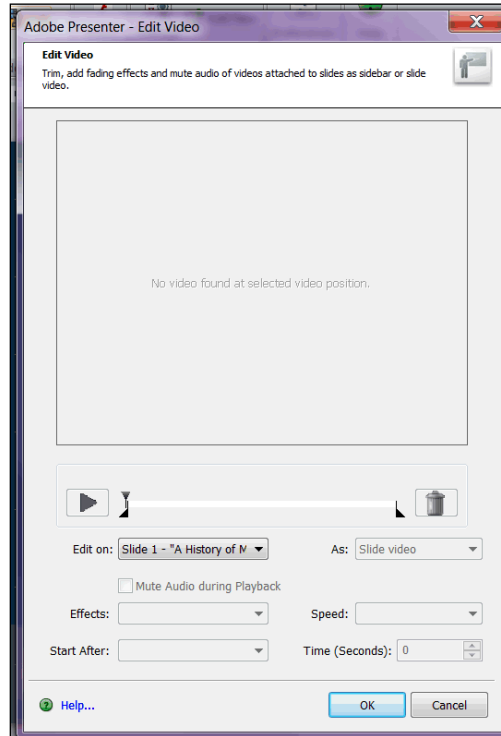 Adobe Presenter - Edit Video
Edit Video
Trim, add fading effects and mute audio of videos attached to slides as sidebar or slide
video.
No video found at selected video position.
Edit on: Slide 1 - "A History of M As: Slide video
Mute Audio during Playback
Effects: Speed:
Start After: Time (Seconds): 0
Help... OK Cancel